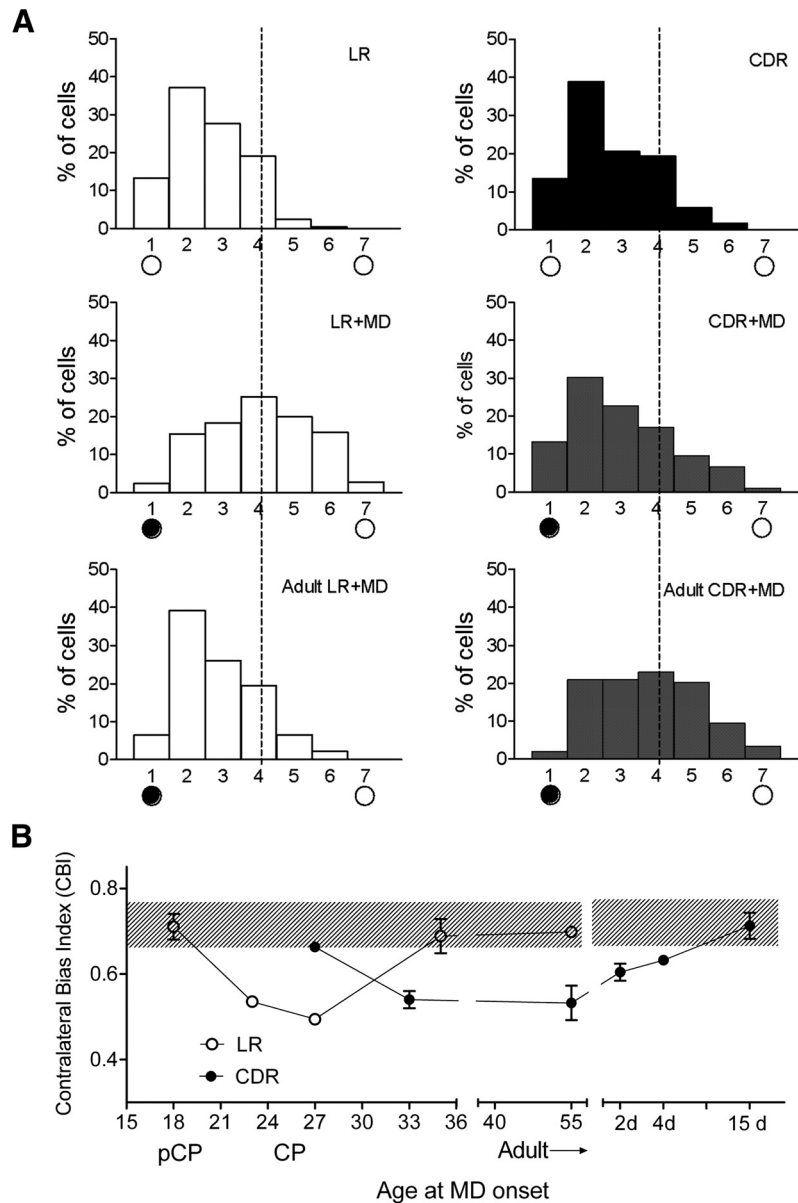 A
50
40
30
20
10
0
% of cells
LR
1 2 3 4 5 6 7
50
40
30
20
10
0
% of cells
CDR
1 2 3 4 5 6 7
50
40
30
20
10
0
% of cells
LR+MD
1 2 3 4 5 6 7
50
40
30
20
10
0
% of cells
CDR+MD
1 2 3 4 5 6 7
50
40
30
20
10
0
% of cells
Adult LR+MD
1 2 3 4 5 6 7
50
40
30
20
10
0
% of cells
Adult CDR+MD
1 2 3 4 5 6 7
B
Contralateral Bias Index (CBI)
0.8
0.6
0.4
LR
CDR
15 18 21 24 27 30 33 36 40 55 2d 4d 15 d
pCP CP Adult
Age at MD onset